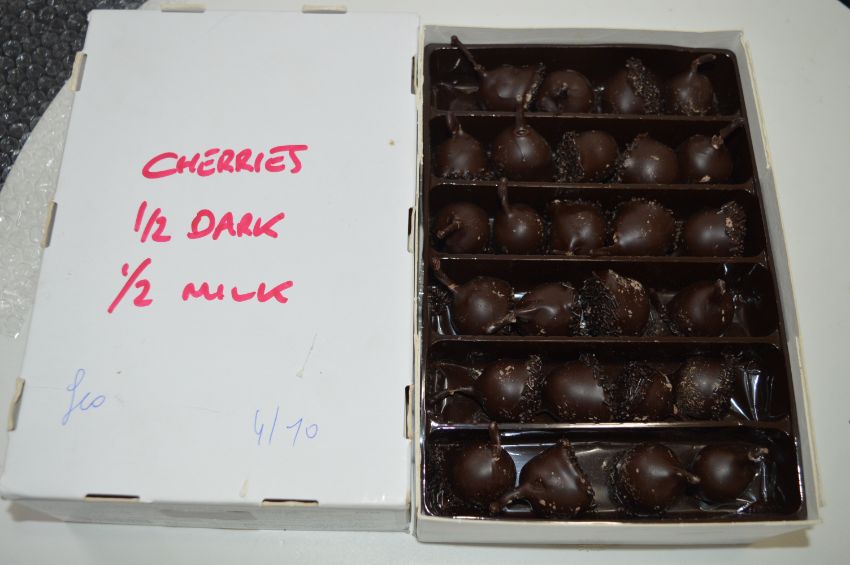 CHERRIES
1/2 DARK
1/2 MILK
4/10